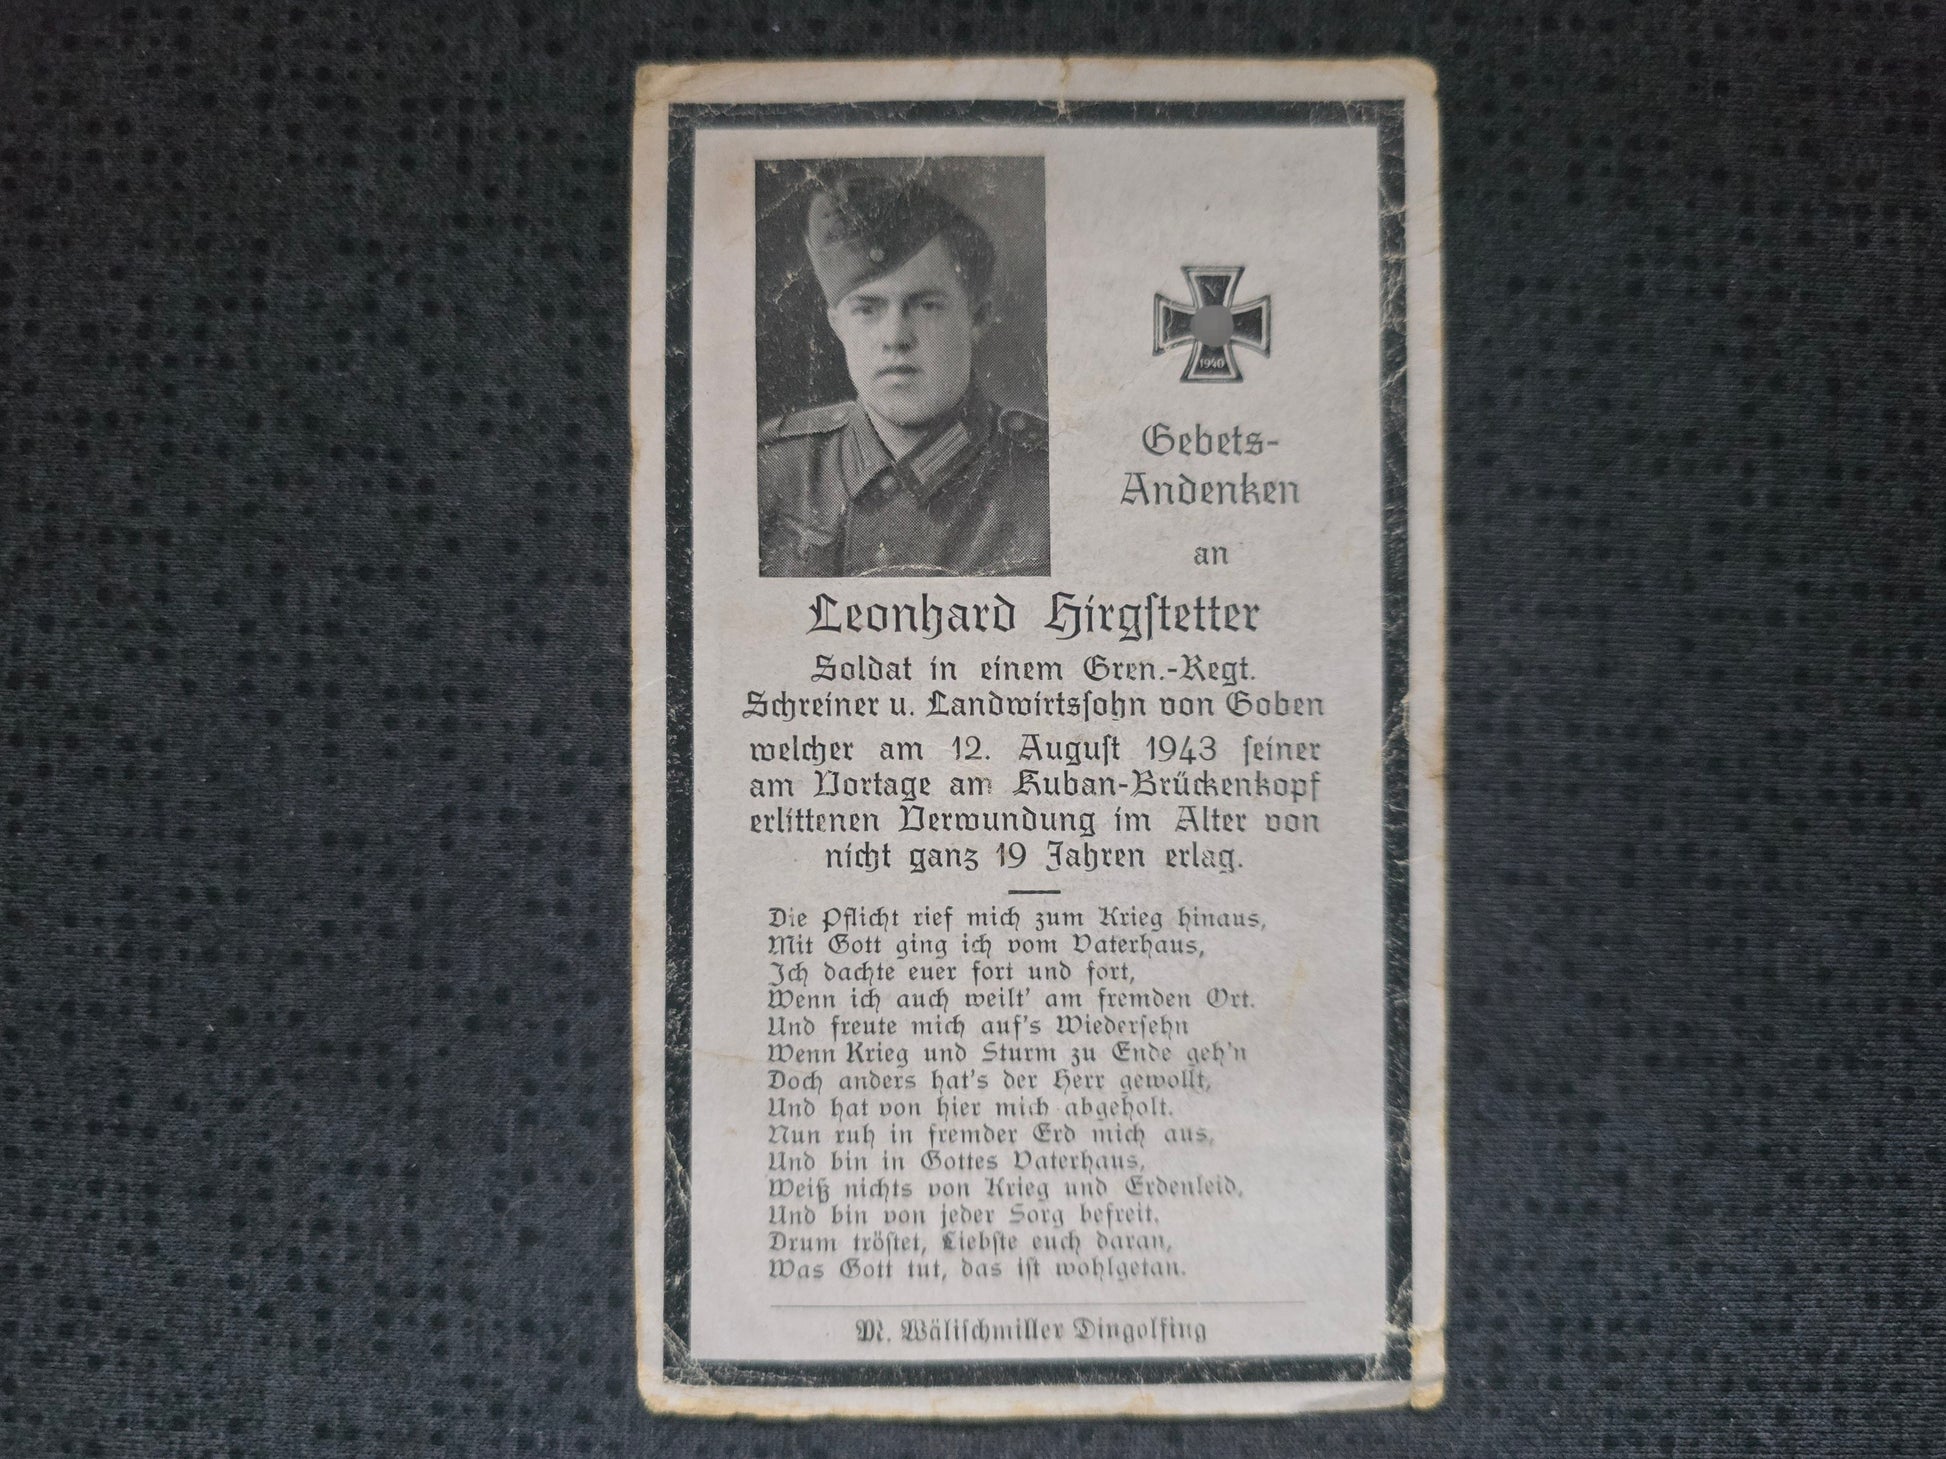 1940
Gebets-
Andenken
an
Leonhard Hirgstetter
Soldat in einem Gren.-Regt.
Schreiner u. Landwirtssohn von Goben
welcher am 12. August 1943 seiner
am Vortage am Kuban-Brückenkopf
erlittenen Verwundung im Alter von
nicht ganz 19 Jahren erlag.
Die Pflicht rief mich zum Krieg hinaus,
Mit Gott ging ich vom Vaterhaus,
Ich dachte euer fort und fort,
Wenn ich auch weilt' am fremden Ort.
Und freute mich auf's Wiedersehn
Wenn Krieg und Sturm zu Ende geh'n
Doch anders hat's der Herr gewollt,
Und hat von hier mich abgeholt.
Nun ruh in fremder Erd mich aus,
Und bin in Gottes Vaterhaus,
Weiß nichts von Krieg und Erdenleid,
Und bin von jeder Sorg befreit.
Drum tröstet, Liebste euch daran,
Was Gott tut, das ist wohlgetan.
M. Wälischmiller Dingolfing